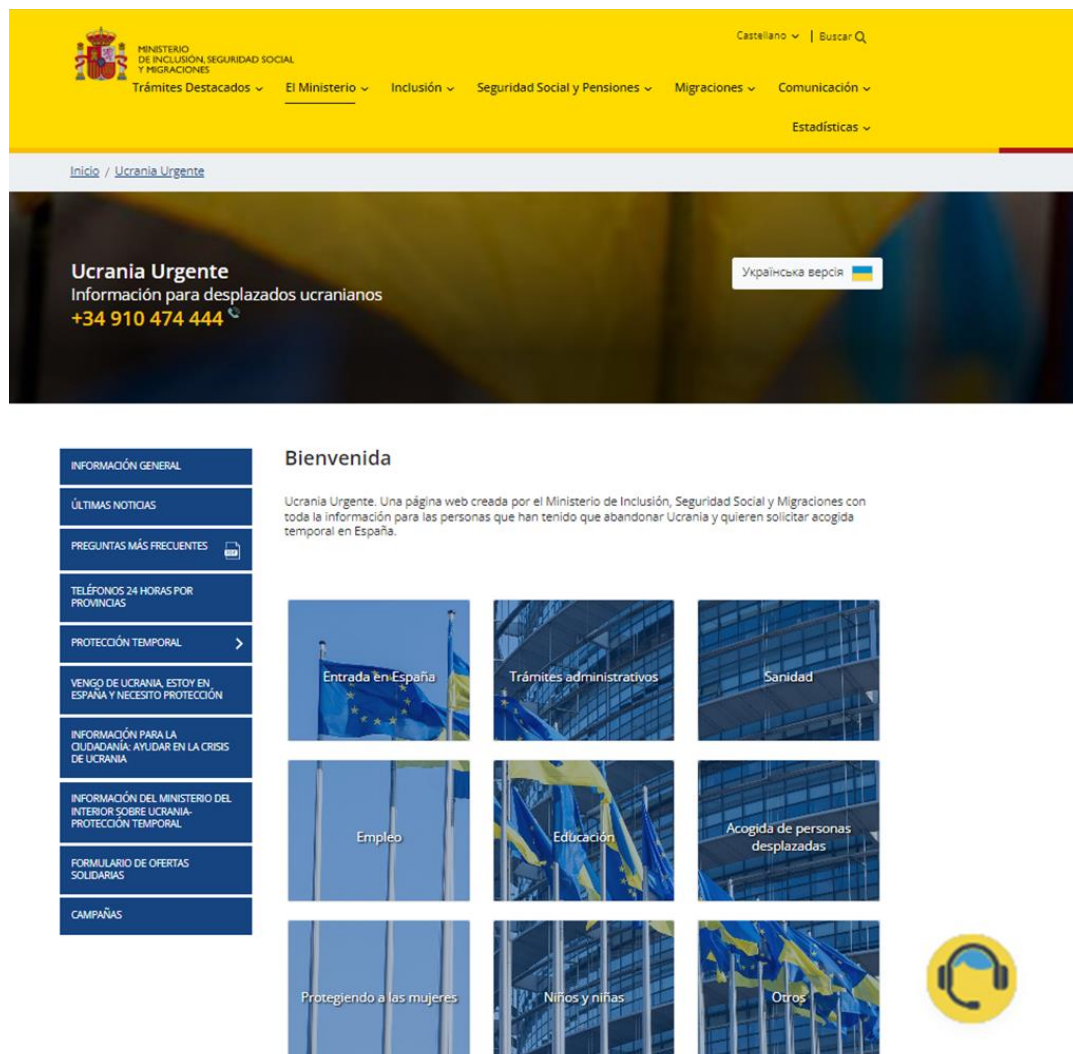 MINISTERIO
DE INCLUSIÓN, SEGURIDAD SOCIAL
Y MIGRACIONES
Castellano | Buscar
Trámites Destacados El Ministerio Inclusión Seguridad Social y Pensiones Migraciones Comunicación
Estadísticas
Inicio / Ucrania Urgente
Ucrania Urgente
Información para desplazados ucranianos
+34 910 474 444
Українська версія
INFORMACIÓN GENERAL
ÚLTIMAS NOTICIAS
PREGUNTAS MÁS FRECUENTES
TELÉFONOS 24 HORAS POR
PROVINCIAS
PROTECCIÓN TEMPORAL
VENGO DE UCRANIA, ESTOY EN
ESPAÑA Y NECESITO PROTECCIÓN
INFORMACIÓN PARA LA
CIUDADANÍA: AYUDAR EN LA CRISIS
DE UCRANIA
INFORMACIÓN DEL MINISTERIO DEL
INTERIOR SOBRE UCRANIA-
PROTECCIÓN TEMPORAL
FORMULARIO DE OFERTAS
SOLIDARIAS
CAMPAÑAS
Bienvenida
Ucrania Urgente. Una página web creada por el Ministerio de Inclusión, Seguridad Social y Migraciones con
toda la información para las personas que han tenido que abandonar Ucrania y quieren solicitar acogida
temporal en España.
Entrada en España
Trámites administrativos
Sanidad
Empleo
Educación
Acogida de personas
desplazadas
Protegiendo a las mujeres
Niños y niñas
Otros